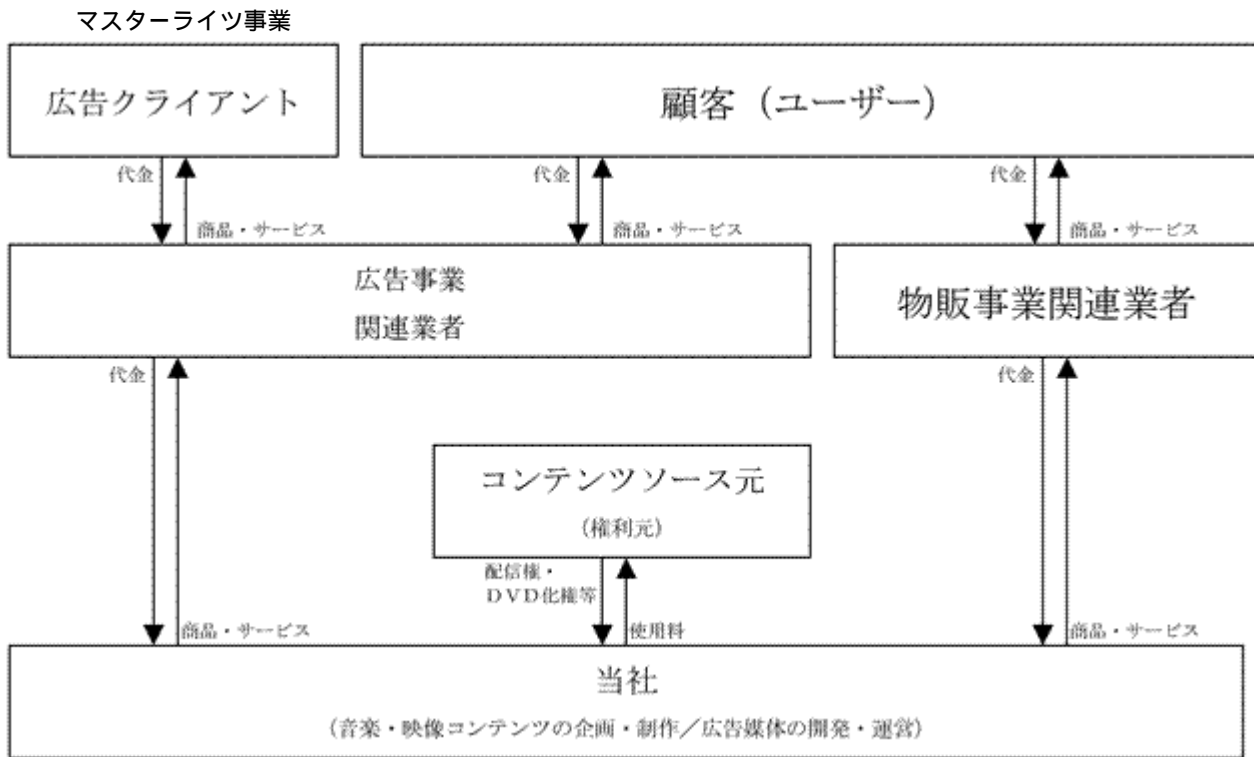 マスターライツ事業
広告クライアント
顧客（ユーザー）
代金
商品・サービス
代金
商品・サービス
代金
商品・サービス
広告事業
関連業者
物販事業関連業者
代金
代金
コンテンツソース元
（権利元）
配信権・
ＤＶＤ化権等
商品・サービス
使用料
商品・サービス
当社
（音楽・映像コンテンツの企画・制作／広告媒体の開発・運営）